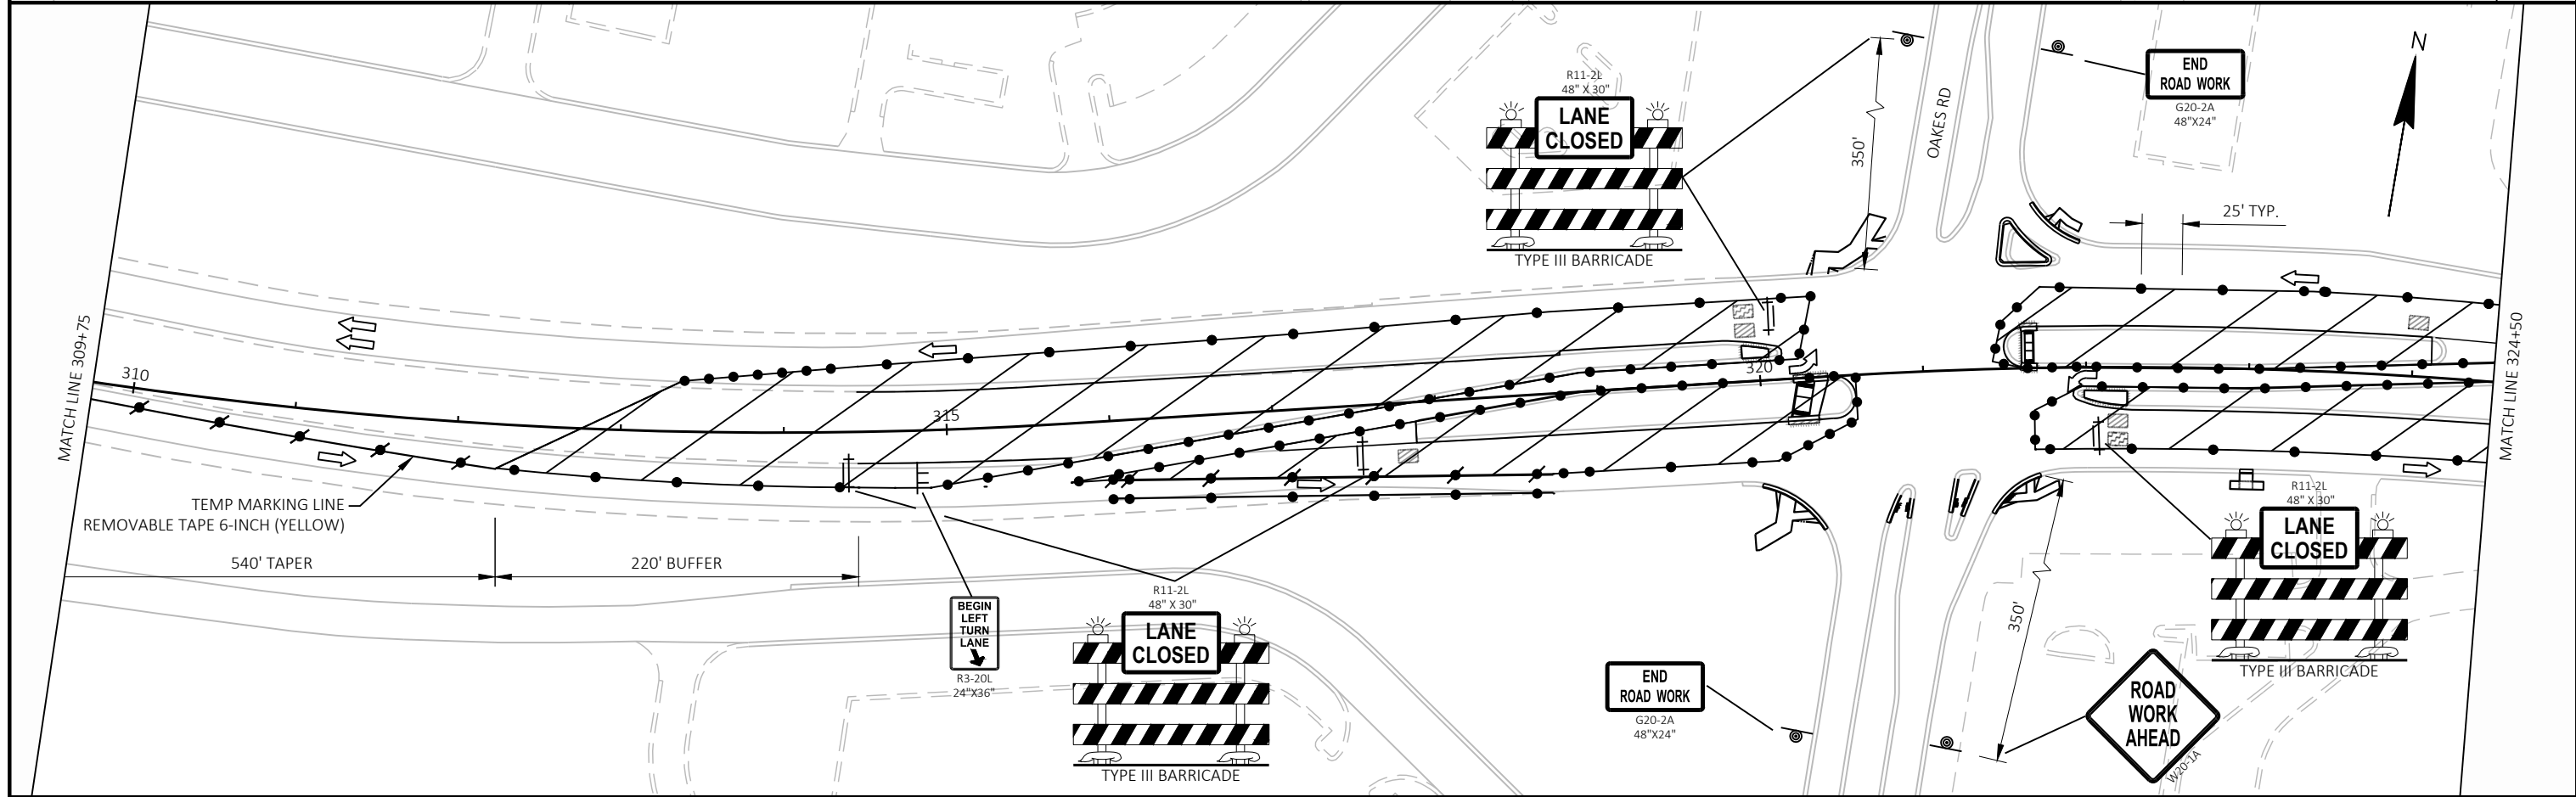 R11-2L
48" X 30"
LANE
CLOSED
TYPE III BARRICADE
350'
OAKES RD
END
ROAD WORK
G20-2A
48"X24"
N
25' TYP.
MATCH LINE 309+75
310
315
320
MATCH LINE 324+50
TEMP MARKING LINE
REMOVABLE TAPE 6-INCH (YELLOW)
540' TAPER
220' BUFFER
BEGIN
LEFT
TURN
LANE
R3-20L
24"X36"
R11-2L
48" X 30"
LANE
CLOSED
TYPE III BARRICADE
END
ROAD WORK
G20-2A
48"X24"
350'
R11-2L
48" X 30"
LANE
CLOSED
TYPE III BARRICADE
ROAD
WORK
AHEAD
W20-1A